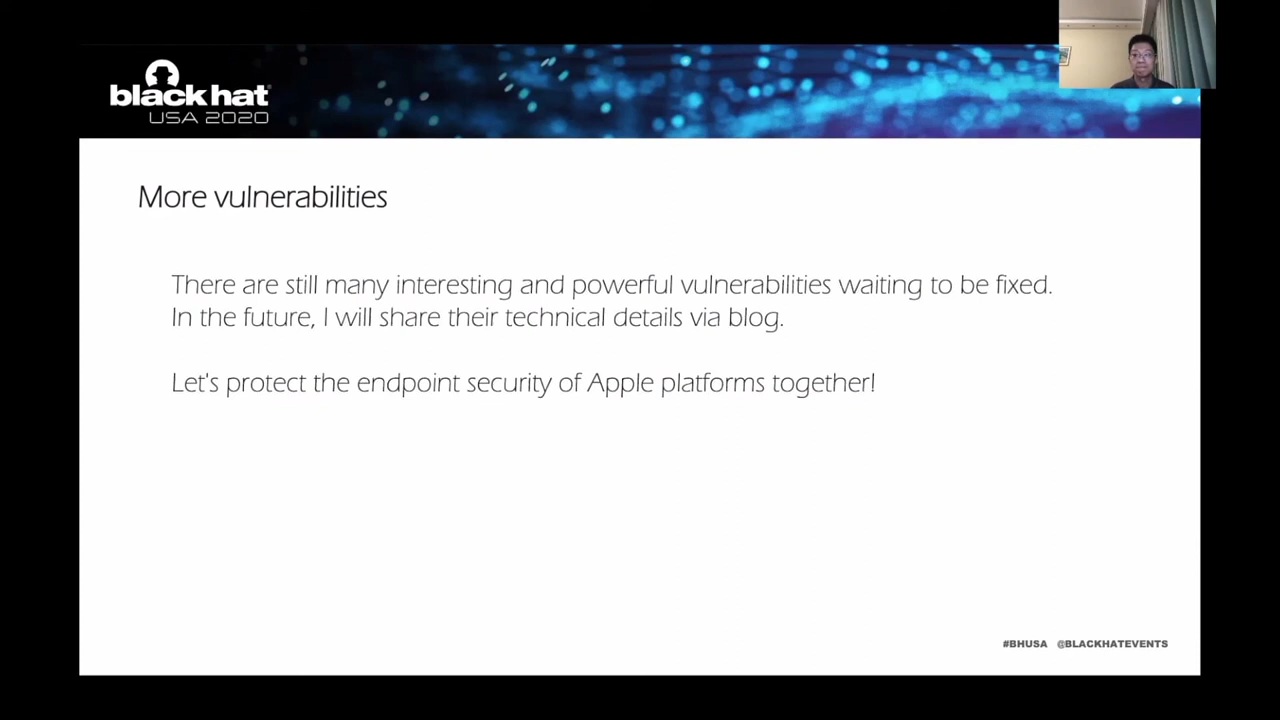 black hat
USA 2020
More vulnerabilities
There are still many interesting and powerful vulnerabilities waiting to be fixed.
In the future, I will share their technical details via blog.
Let's protect the endpoint security of Apple platforms together!
#BHUSA @BLACKHATEVENTS